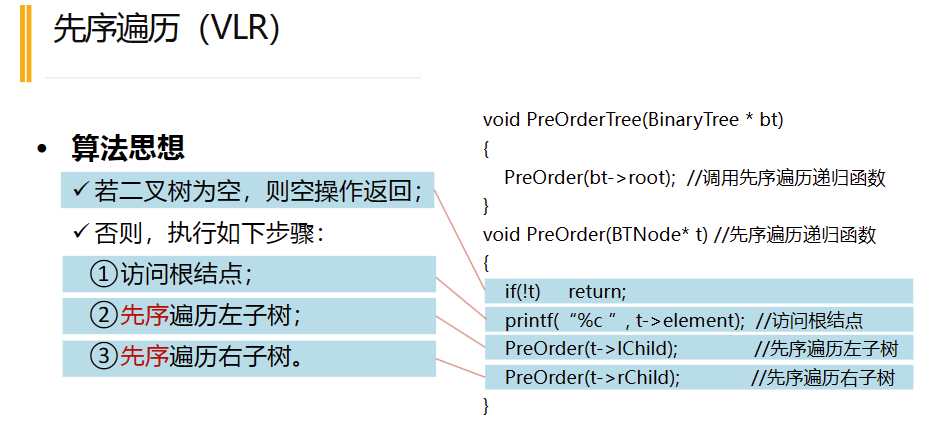 先序遍历（VLR）
• 算法思想
✓若二叉树为空，则空操作返回；
✓否则，执行如下步骤：
①访问根结点；
②先序遍历左子树；
③先序遍历右子树。
void PreOrderTree(BinaryTree * bt)
{
PreOrder(bt->root); //调用先序遍历递归函数
}
void PreOrder(BTNode* t) //先序遍历递归函数
{
if(!t) return;
printf( “%c ” , t->element); //访问根结点
PreOrder(t->lChild); //先序遍历左子树
PreOrder(t->rChild); //先序遍历右子树
}